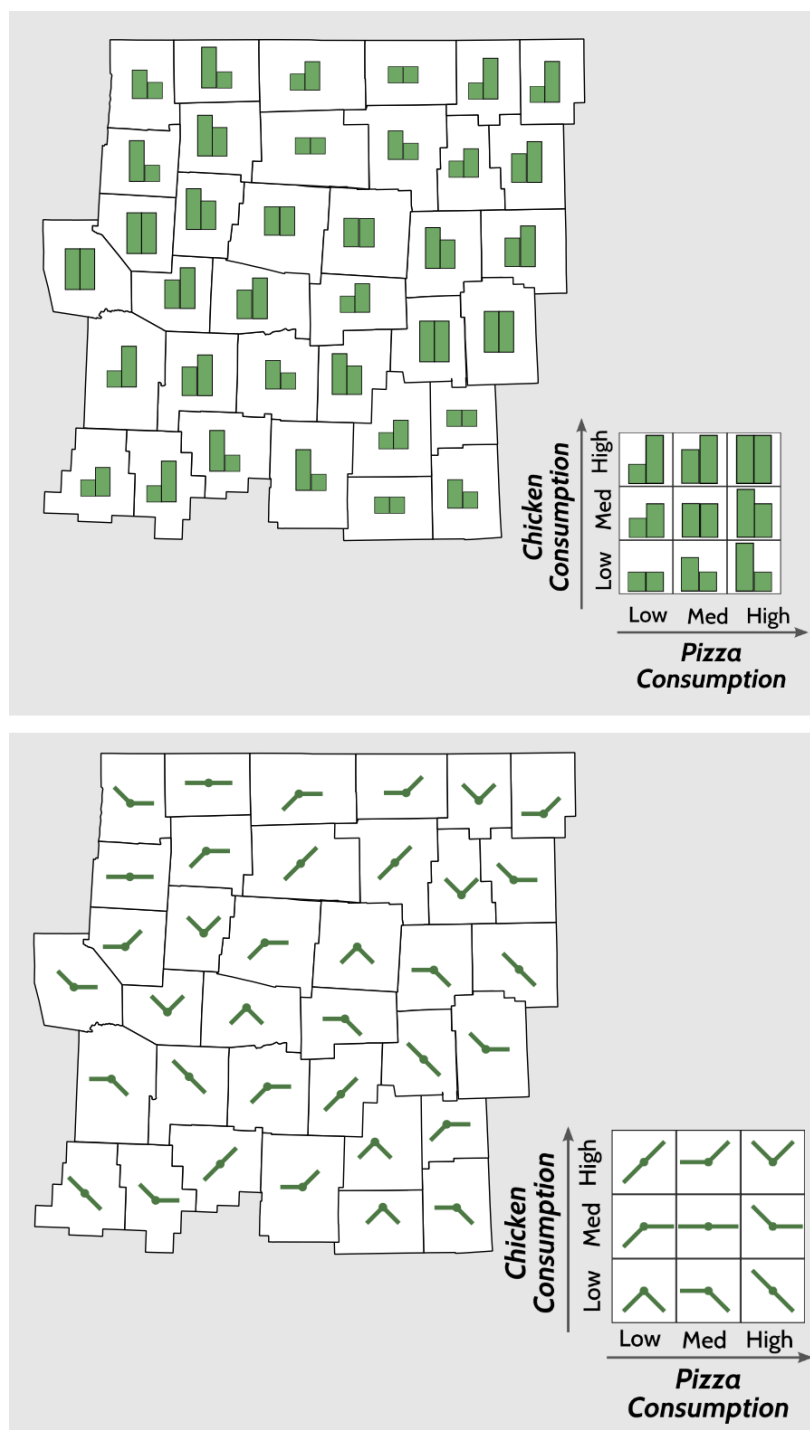 Chicken
Consumption
High
Med
Low
Low Med High
Pizza
Consumption
Chicken
Consumption
High
Med
Low
Low Med High
Pizza
Consumption